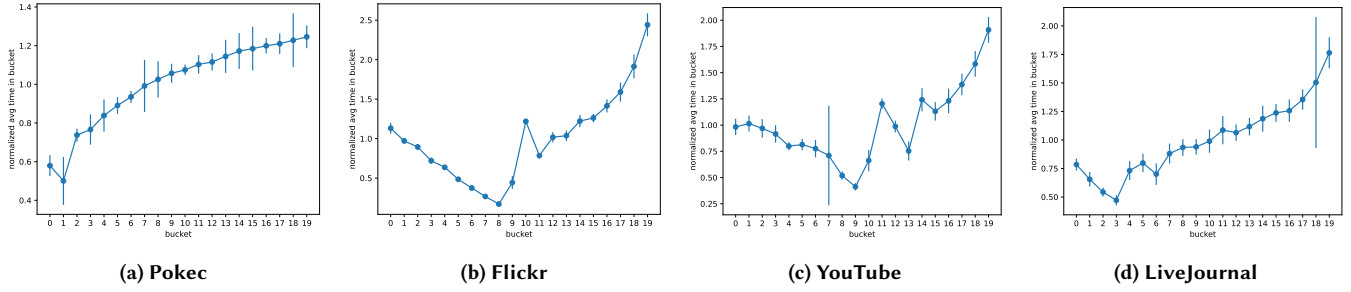 normalized avg time in bucket
1.4
1.2
1.0
0.8
0.6
0.4
0 1 2 3 4 5 6 7 8 9 10 11 12 13 14 15 16 17 18 19
bucket
(a) Pokec
normalized avg time in bucket
2.5
2.0
1.5
1.0
0.5
0 1 2 3 4 5 6 7 8 9 10 11 12 13 14 15 16 17 18 19
bucket
(b) Flickr
normalized avg time in bucket
2.00
1.75
1.50
1.25
1.00
0.75
0.50
0.25
0 1 2 3 4 5 6 7 8 9 10 11 12 13 14 15 16 17 18 19
bucket
(c) YouTube
normalized avg time in bucket
2.00
1.75
1.50
1.25
1.00
0.75
0.50
0 1 2 3 4 5 6 7 8 9 10 11 12 13 14 15 16 17 18 19
bucket
(d) LiveJournal